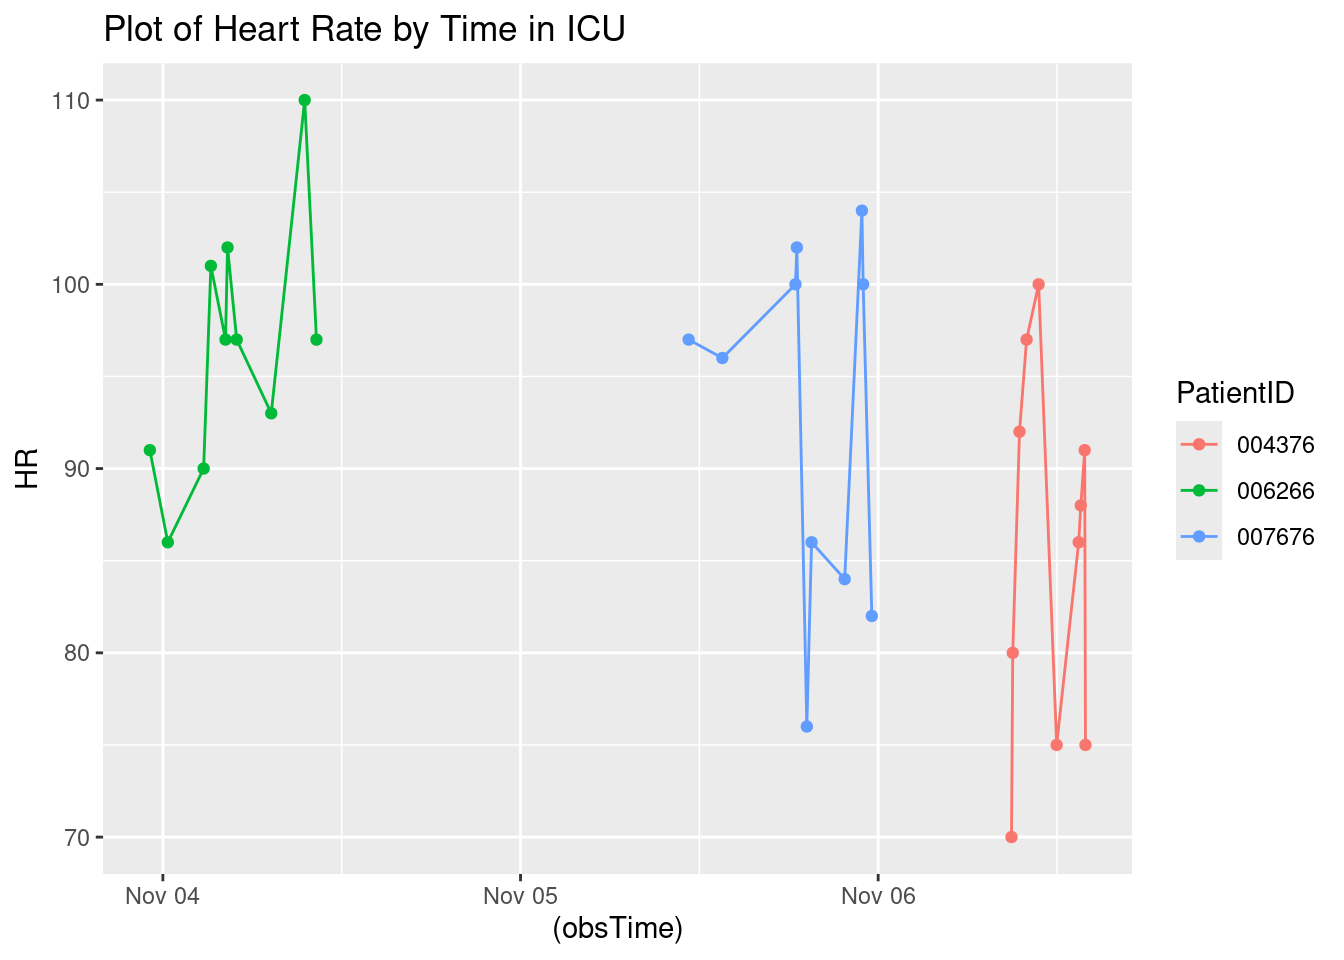 Plot of Heart Rate by Time in ICU
110
100
90
80
70
HR
Nov 04
Nov 05
Nov 06
(obsTime)
PatientID
004376
006266
007676